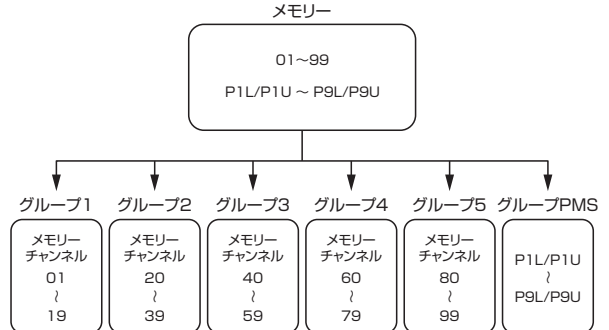 メモリー
01～99
P1L/P1U ～ P9L/P9U
グループ1
メモリー
チャンネル
01
～
19
グループ2
メモリー
チャンネル
20
～
39
グループ3
メモリー
チャンネル
40
～
59
グループ4
メモリー
チャンネル
60
～
79
グループ5
メモリー
チャンネル
80
～
99
グループPMS
P1L/P1U
～
P9L/P9U